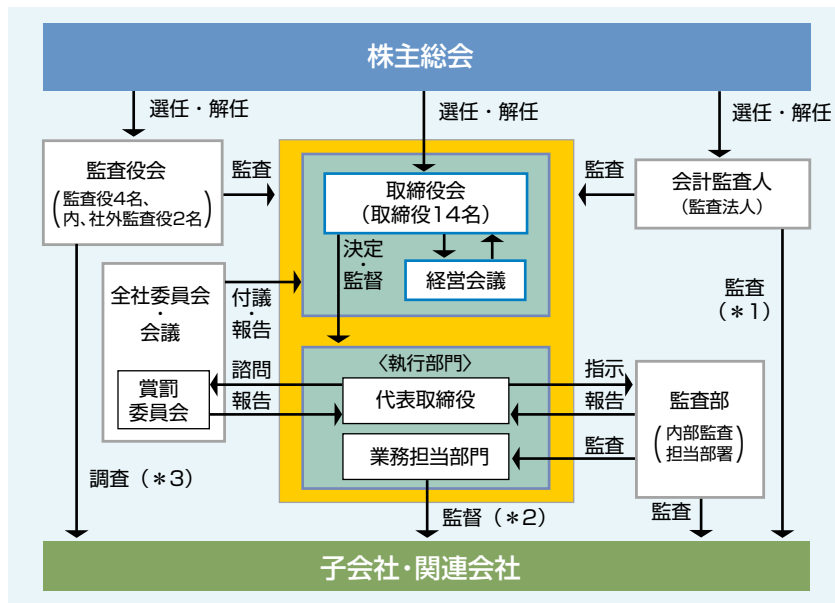 株主総会
選任・解任
選任・解任
選任・解任
監査役会
（監査役4名、
内、社外監査役2名）
監査
取締役会
（取締役14名）
監査
会計監査人
（監査法人）
決定・
監督
経営会議
全社委員会
・
会議
付議
・
報告
監査
（＊1）
〈執行部門〉
諮問
報告
賞罰
委員会
代表取締役
指示
報告
監査部
（内部監査
担当部署）
業務担当部門
監査
調査（＊3）
監督（＊2）
監査
子会社・関連会社